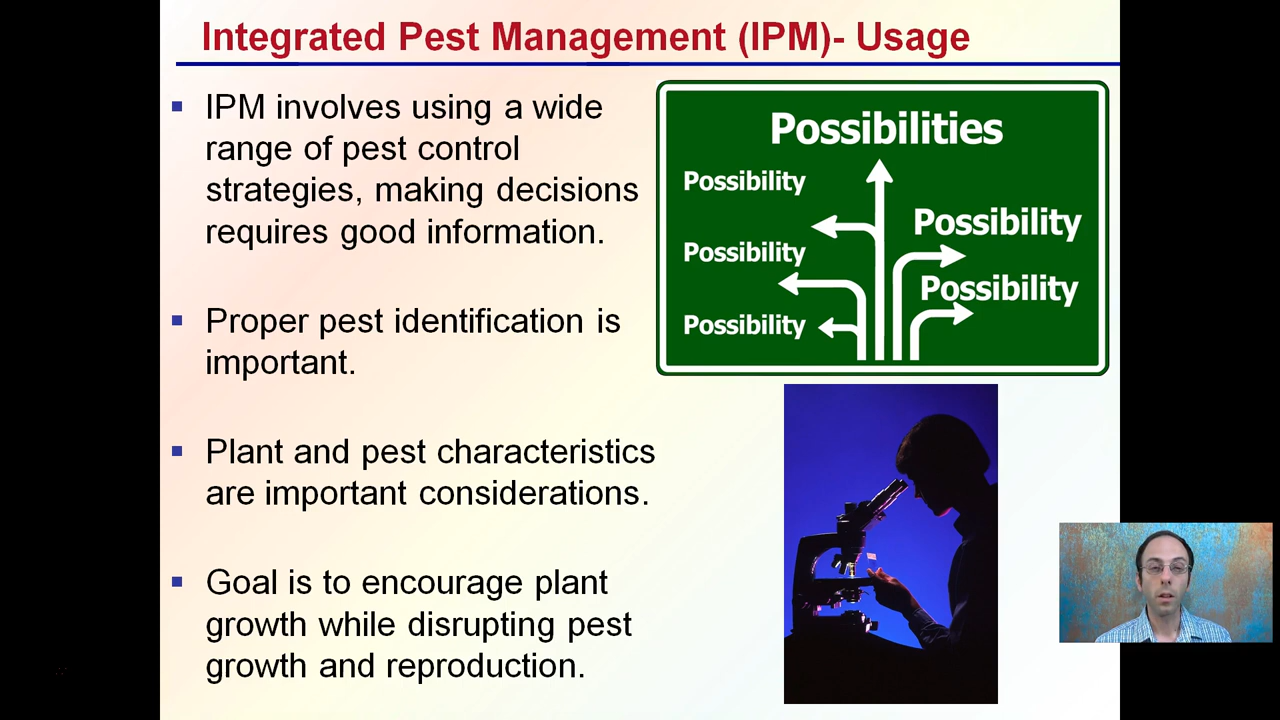 Integrated Pest Management (IPM)- Usage
IPM involves using a wide
range of pest control
strategies, making decisions
requires good information.
Proper pest identification is
important.
Plant and pest characteristics
are important considerations.
Goal is to encourage plant
growth while disrupting pest
growth and reproduction.
Possibilities
Possibility
Possibility
Possibility
Possibility
Possibility